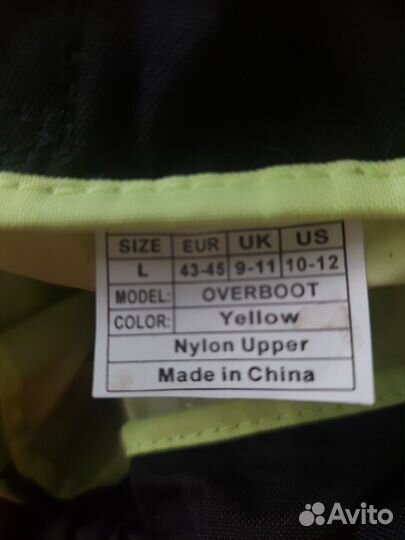 SIZE EUR UK US
L 43-45 9-11 10-12
MODEL: OVERBOOT
COLOR: Yellow
Nylon Upper
Made in China
Avito